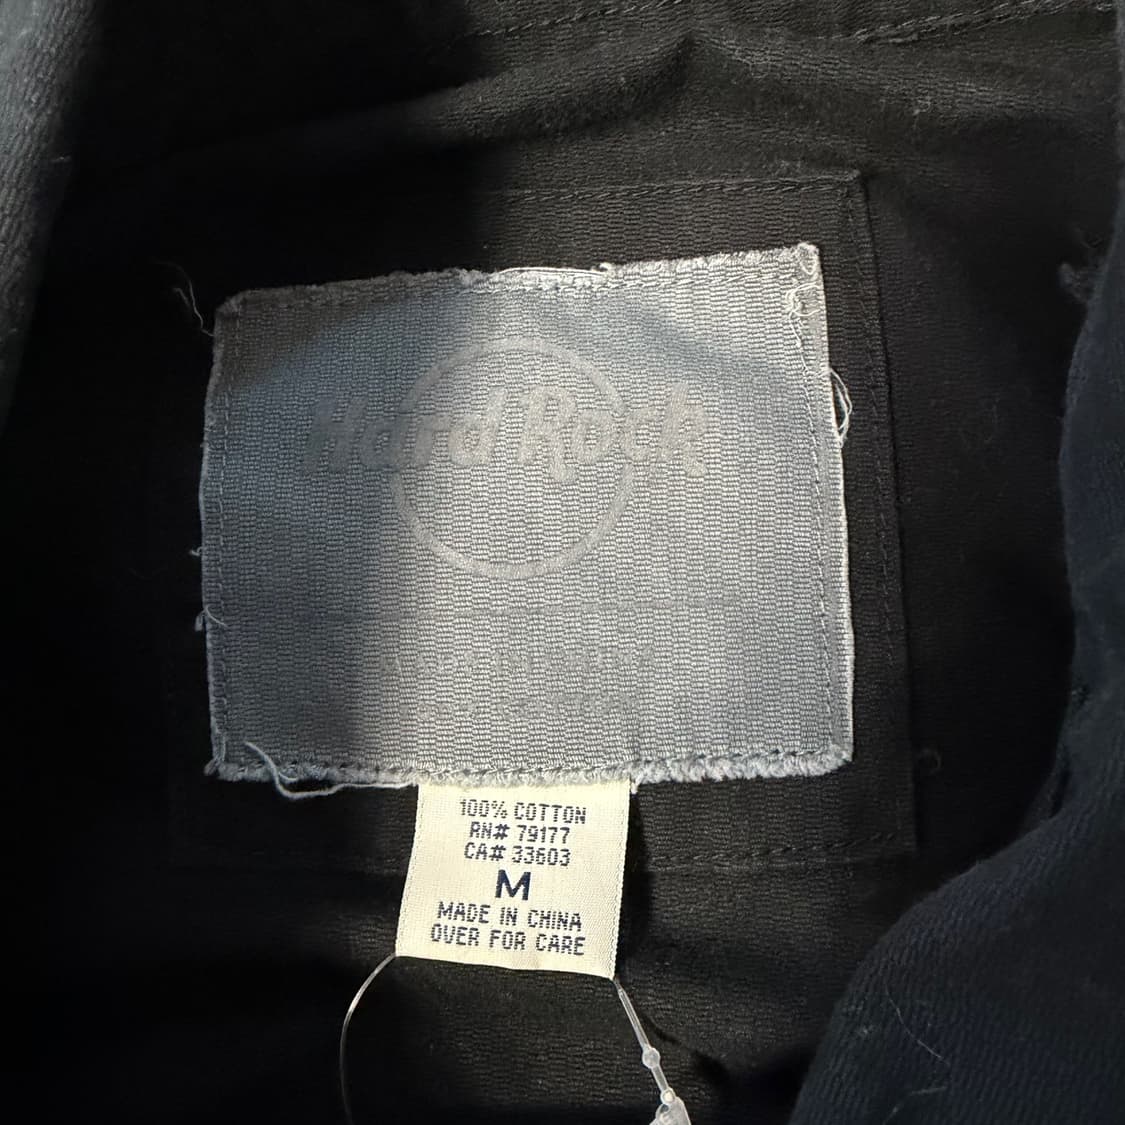 Hard Rock
100% COTTON
RN# 79177
CA# 33603
M
MADE IN CHINA
OVER FOR CARE